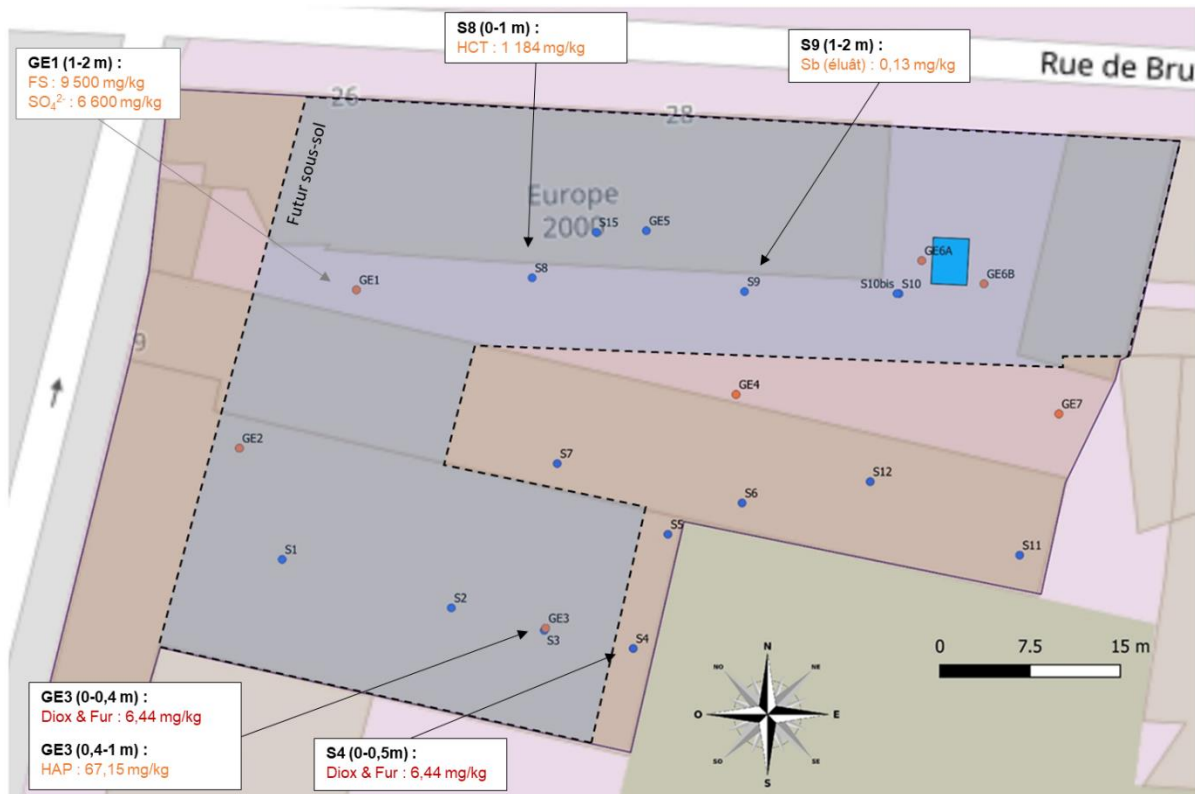 S8 (0-1 m) :
HCT : 1 184 mg/kg
S9 (1-2 m) :
Sb (éluât) : 0,13 mg/kg
Rue de Bru
GE1 (1-2 m) :
FS : 9 500 mg/kg
SO₄²⁻ : 6 600 mg/kg
26
28
Futur sous-sol
Europe
2000
S15
GE5
GE6A
GE6B
S8
GE1
S9
S10bis
S10
9
GE4
GE7
GE2
S7
S12
S6
S5
S11
S1
S2
GE3
S3
S4
0 7.5 15 m
N
NO
NE
O
E
SO
SE
S
GE3 (0-0,4 m) :
Diox & Fur : 6,44 mg/kg
GE3 (0,4-1 m) :
HAP : 67,15 mg/kg
S4 (0-0,5m) :
Diox & Fur : 6,44 mg/kg